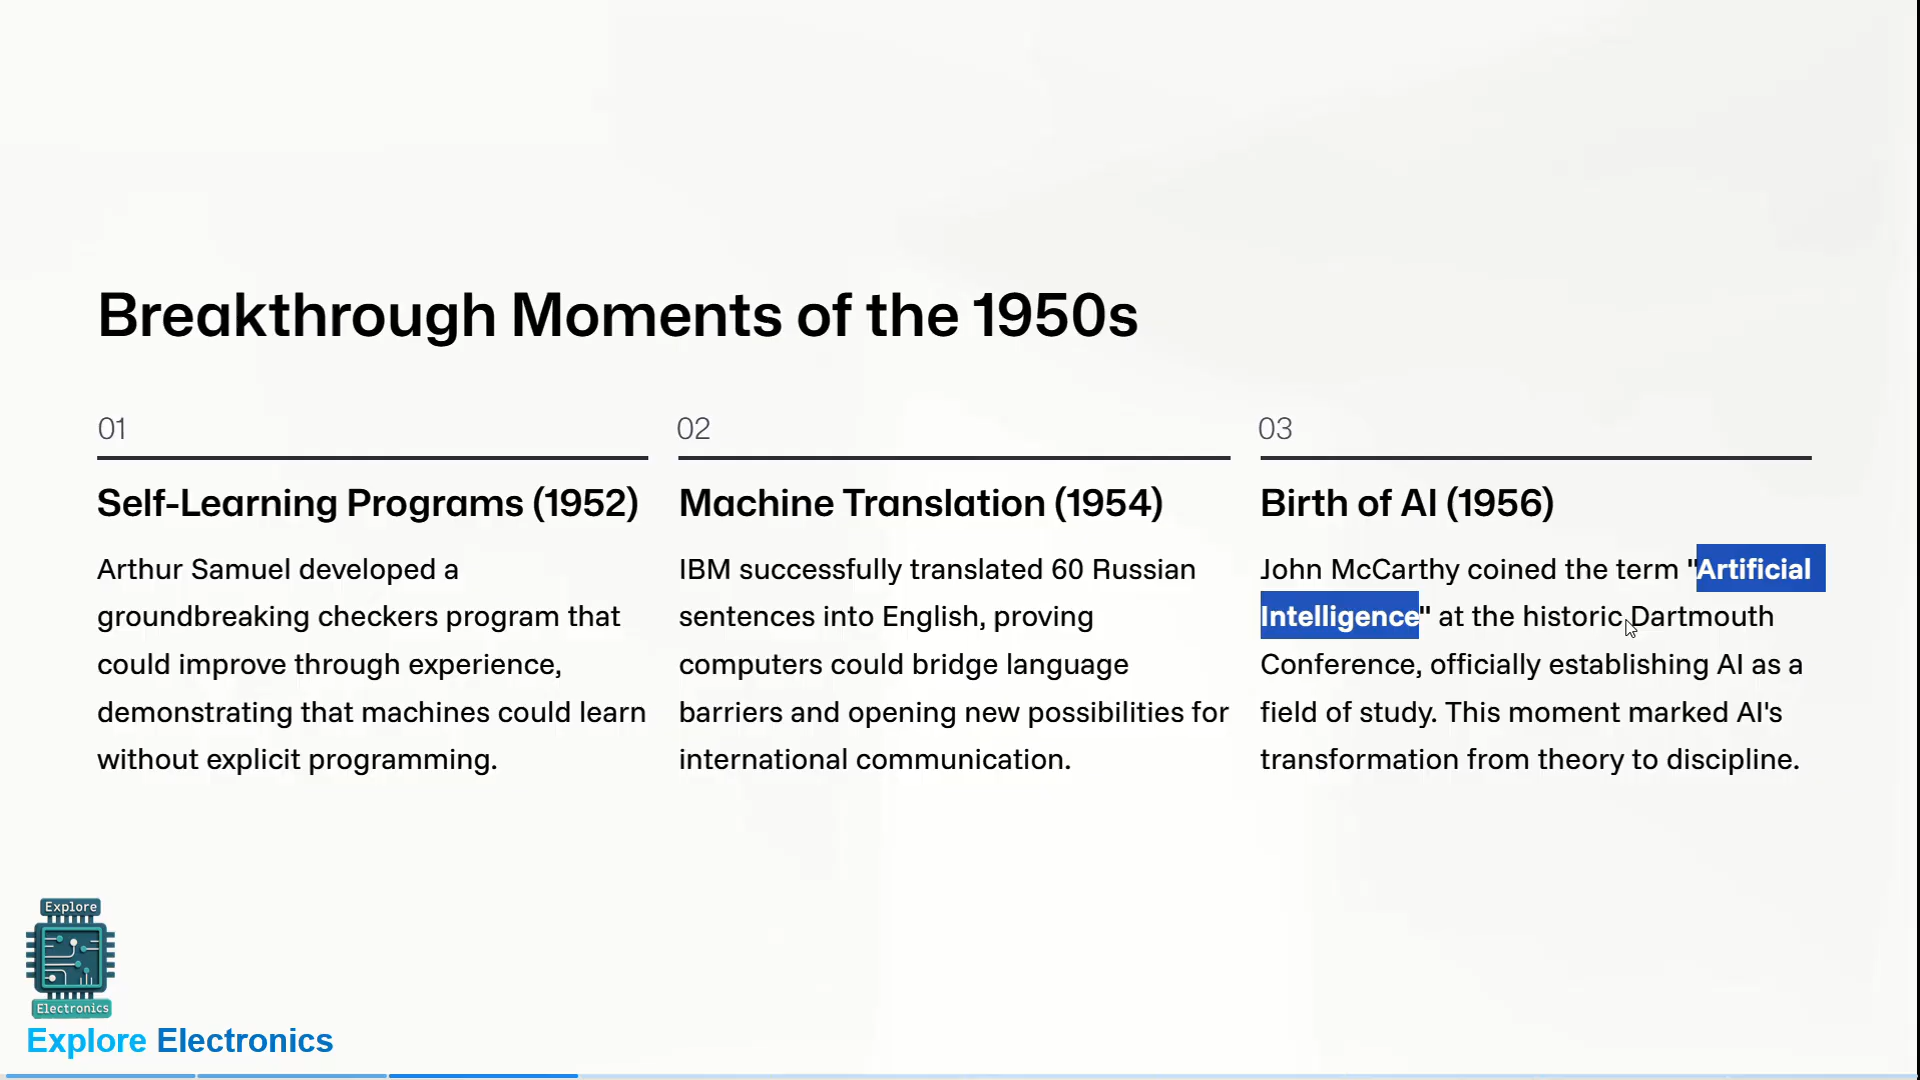 Breakthrough Moments of the 1950s
01
Self-Learning Programs (1952)
Arthur Samuel developed a
groundbreaking checkers program that
could improve through experience,
demonstrating that machines could learn
without explicit programming.
02
Machine Translation (1954)
IBM successfully translated 60 Russian
sentences into English, proving
computers could bridge language
barriers and opening new possibilities for
international communication.
03
Birth of AI (1956)
John McCarthy coined the term "Artificial
Intelligence" at the historic Dartmouth
Conference, officially establishing AI as a
field of study. This moment marked AI's
transformation from theory to discipline.
Explore
Electronics
Explore Electronics